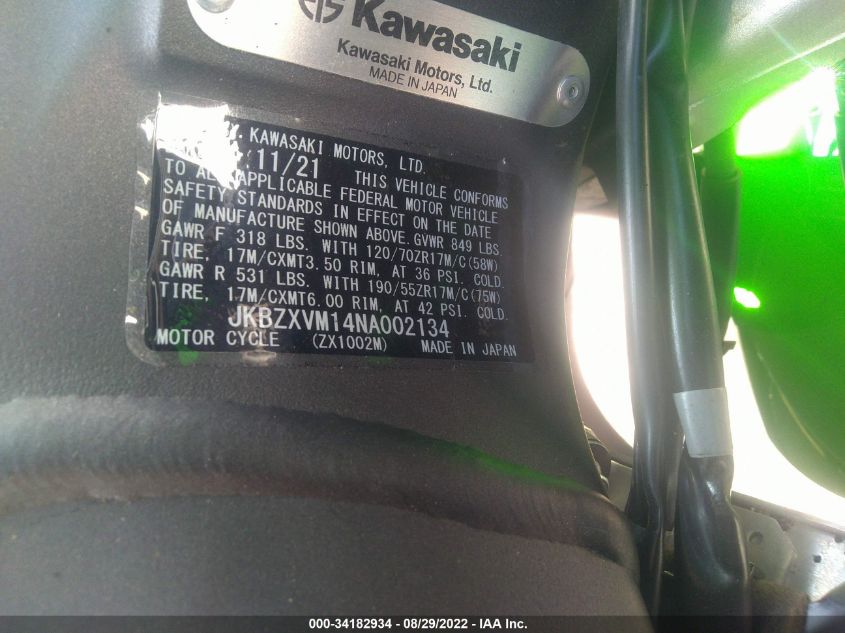 Kawasaki
Kawasaki Motors, Ltd.
MADE IN JAPAN
KAWASAKI MOTORS, LTD.
11/21 THIS VEHICLE CONFORMS
TO ALL APPLICABLE FEDERAL MOTOR VEHICLE
SAFETY STANDARDS IN EFFECT ON THE DATE
OF MANUFACTURE SHOWN ABOVE. GVWR 849 LBS.
GAWR F 318 LBS. WITH 120/70ZR17M/C(58W)
TIRE, 17M/CXMT3.50 RIM, AT 36 PSI. COLD.
GAWR R 531 LBS. WITH 190/55ZR17M/C(75W)
TIRE, 17M/CXMT6.00 RIM, AT 42 PSI. COLD.
JKBZXVM14NA002134
MOTOR CYCLE (ZX1002M) MADE IN JAPAN
000-34182934 - 08/29/2022 - IAA Inc.